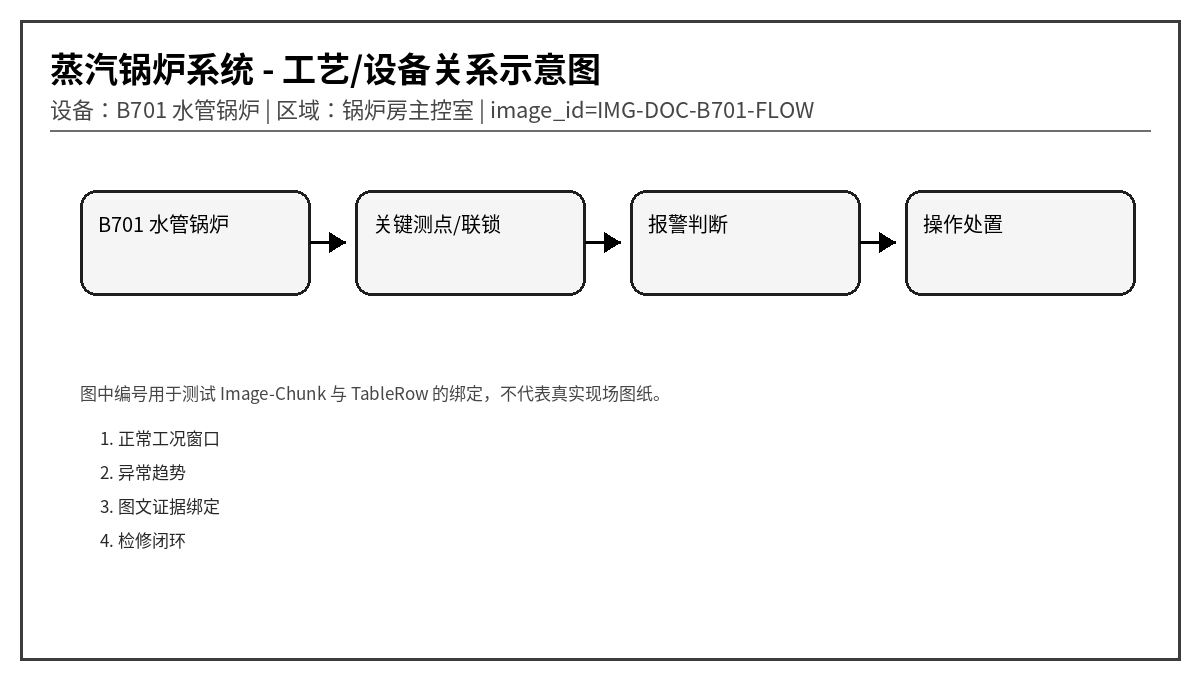 蒸汽锅炉系统 - 工艺/设备关系示意图
设备：B701 水管锅炉 | 区域：锅炉房主控室 | image_id=IMG-DOC-B701-FLOW
B701 水管锅炉
关键测点/联锁
报警判断
操作处置
图中编号用于测试 Image-Chunk 与 TableRow 的绑定，不代表真实现场图纸。
1. 正常工况窗口
2. 异常趋势
3. 图文证据绑定
4. 检修闭环